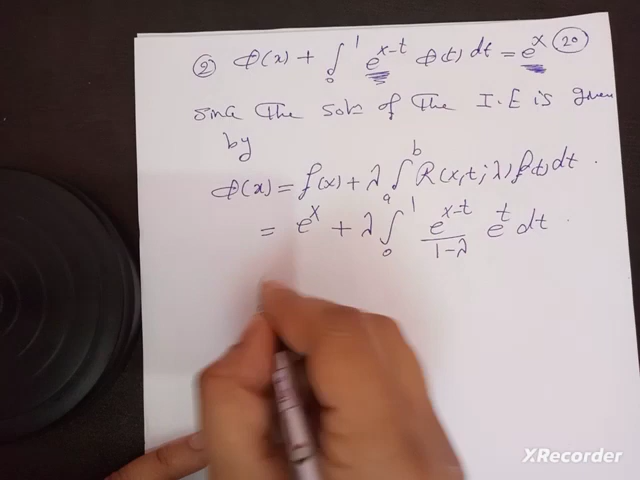 ② Φ(x) + ∫₀¹ e^{x-t} Φ(t) dt = e^x ⑳
since The soln of The I.E is given
by
Φ(x) = f(x) + λ ∫ₐᵇ R(x,t;λ) f(t) dt.
= e^x + λ ∫₀¹ e^{x-t}/(1-λ) e^t dt.
XRecorder